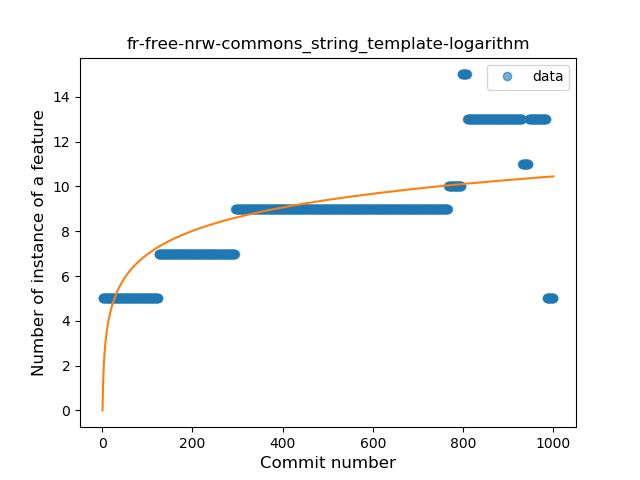 fr-free-nrw-commons_string_template-logarithm
data
Number of instance of a feature
14
12
10
8
6
4
2
0
0 200 400 600 800 1000
Commit number